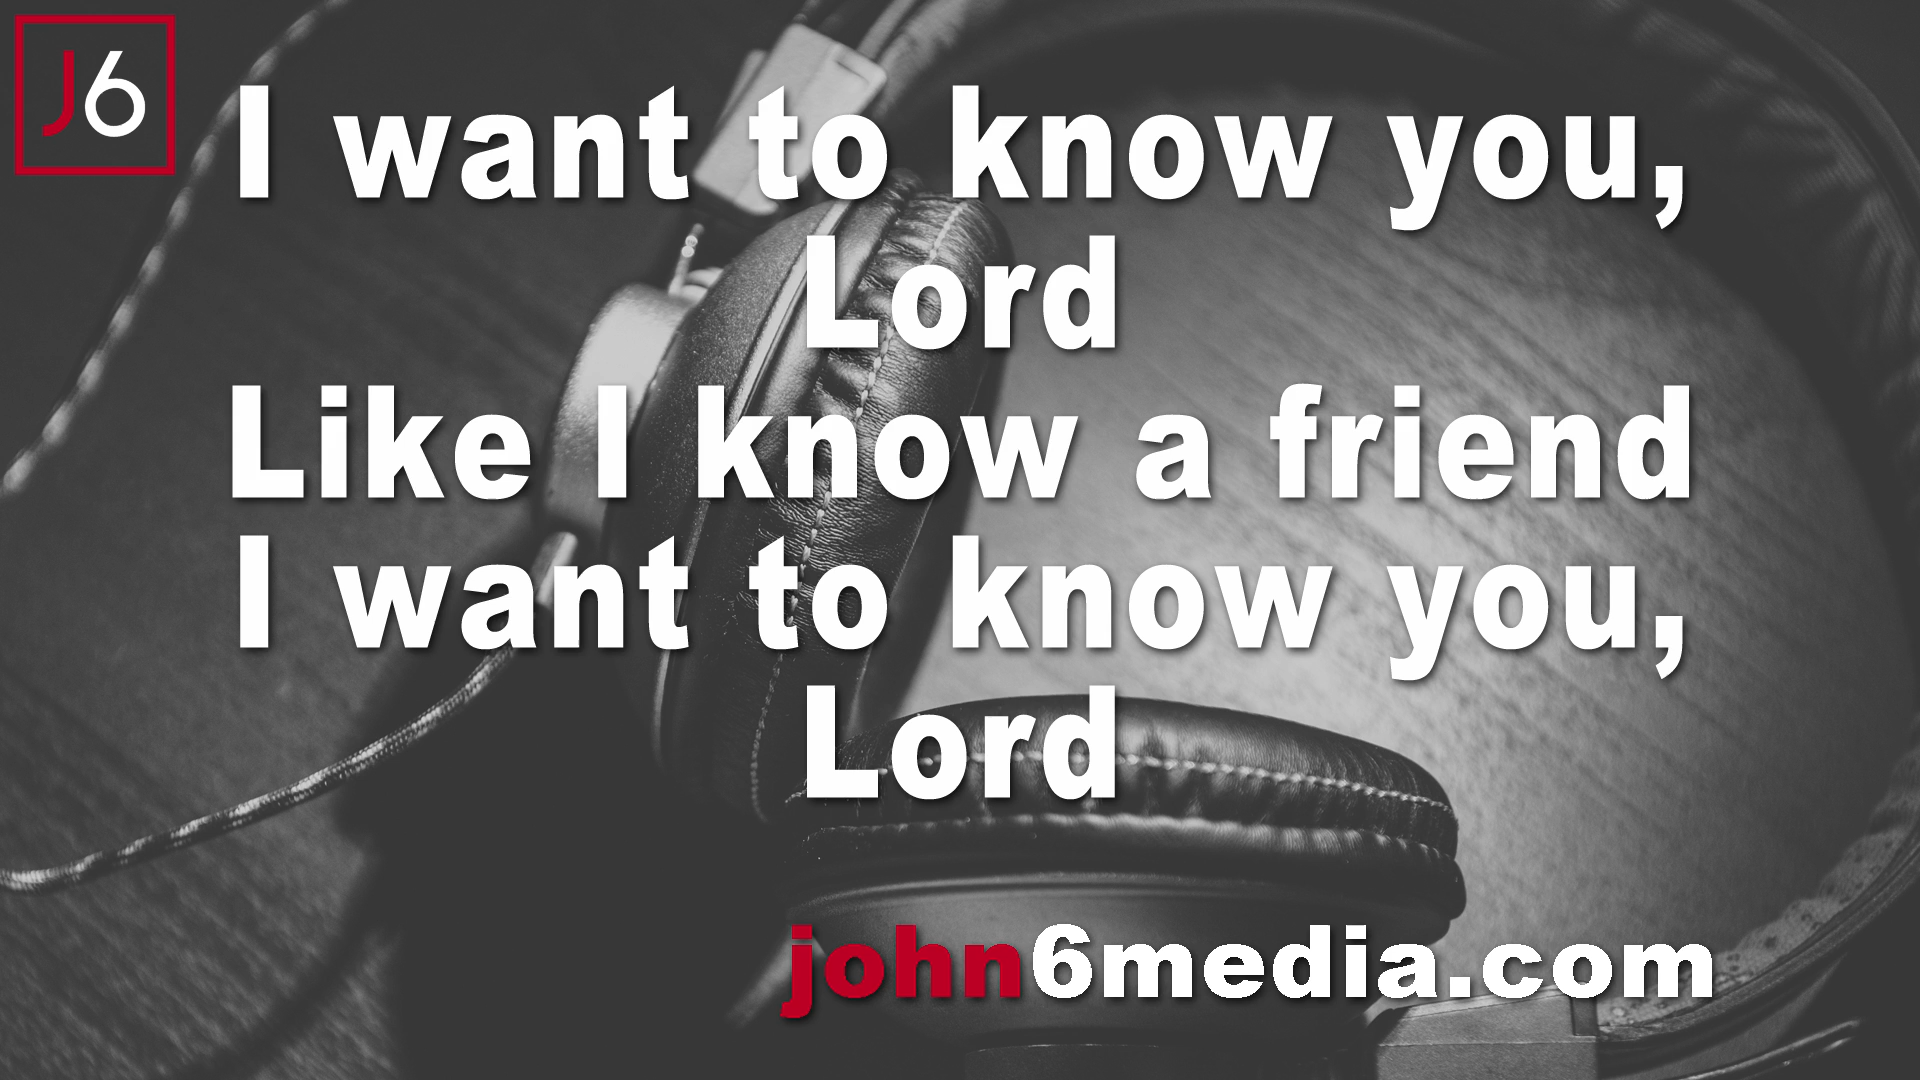 J6
I want to know you,
Lord
Like I know a friend
I want to know you,
Lord
john6media.com